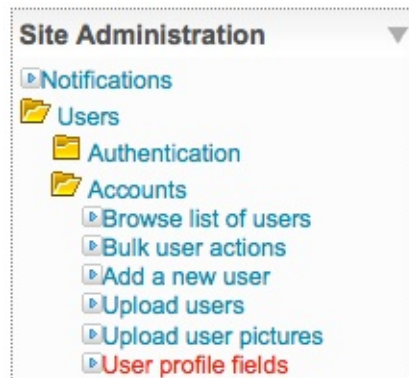 Site Administration
Notifications
Users
Authentication
Accounts
Browse list of users
Bulk user actions
Add a new user
Upload users
Upload user pictures
User profile fields